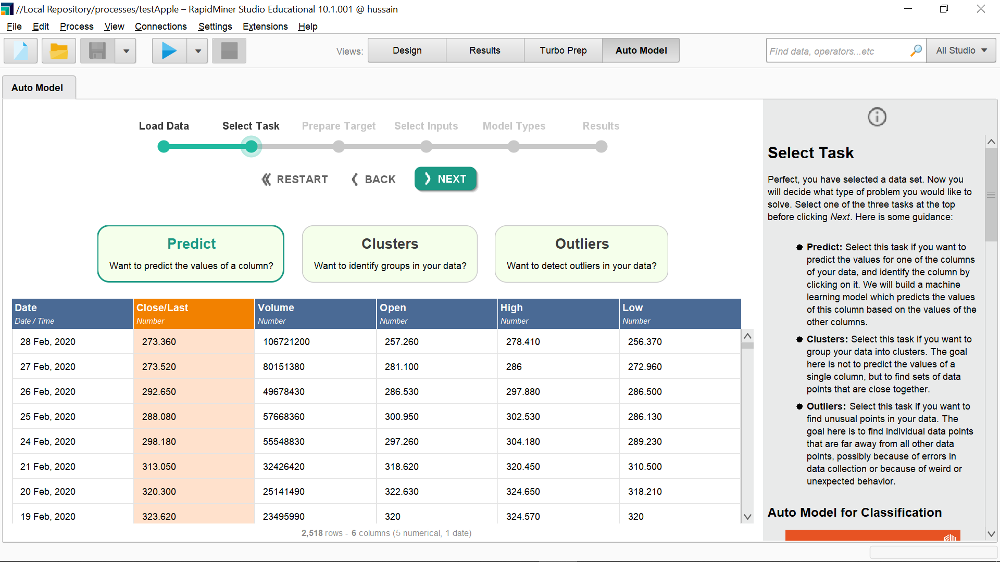 //Local Repository/processes/testApple – RapidMiner Studio Educational 10.1.001 @ hussain
File Edit Process View Connections Settings Extensions Help
Views: Design Results Turbo Prep Auto Model Find data, operators...etc All Studio
Auto Model
Load Data Select Task Prepare Target Select Inputs Model Types Results
RESTART BACK NEXT
Predict
Want to predict the values of a column?
Clusters
Want to identify groups in your data?
Outliers
Want to detect outliers in your data?
Date Close/Last Volume Open High Low
Date / Time Number Number Number Number Number
28 Feb, 2020 273.360 106721200 257.260 278.410 256.370
27 Feb, 2020 273.520 80151380 281.100 286 272.960
26 Feb, 2020 292.650 49678430 286.530 297.880 286.500
25 Feb, 2020 288.080 57668360 300.950 302.530 286.130
24 Feb, 2020 298.180 55548830 297.260 304.180 289.230
21 Feb, 2020 313.050 32426420 318.620 320.450 310.500
20 Feb, 2020 320.300 25141490 322.630 324.650 318.210
19 Feb, 2020 323.620 23495990 320 324.570 320
2,518 rows - 6 columns (5 numerical, 1 date)
Select Task
Perfect, you have selected a data set. Now you
will decide what type of problem you would like to
solve. Select one of the three tasks at the top
before clicking Next. Here is some guidance:
Predict: Select this task if you want to
predict the values for one of the columns
of your data, and identify the column by
clicking on it. We will build a machine
learning model which predicts the values
of this column based on the values of the
other columns.
Clusters: Select this task if you want to
group your data into clusters. The goal
here is not to predict the values of a
single column, but to find sets of data
points that are close together.
Outliers: Select this task if you want to
find unusual points in your data. The
goal here is to find individual data points
that are far away from all other data
points, possibly because of errors in
data collection or because of weird or
unexpected behavior.
Auto Model for Classification